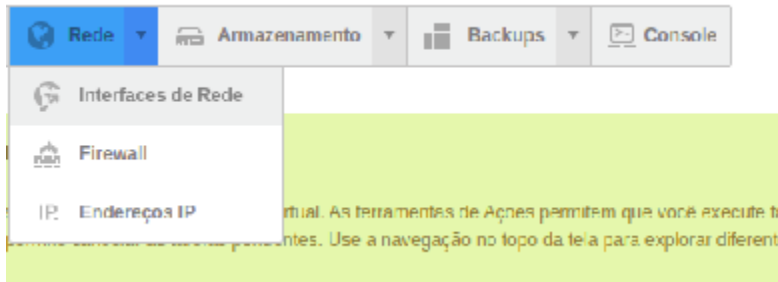 Rede Armazenamento Backups Console
Interfaces de Rede
Firewall
IP. Endereços IP
rtual. As ferramentas de Ações permitem que você execute
ntes. Use a navegação no topo da tela para explorar diferent